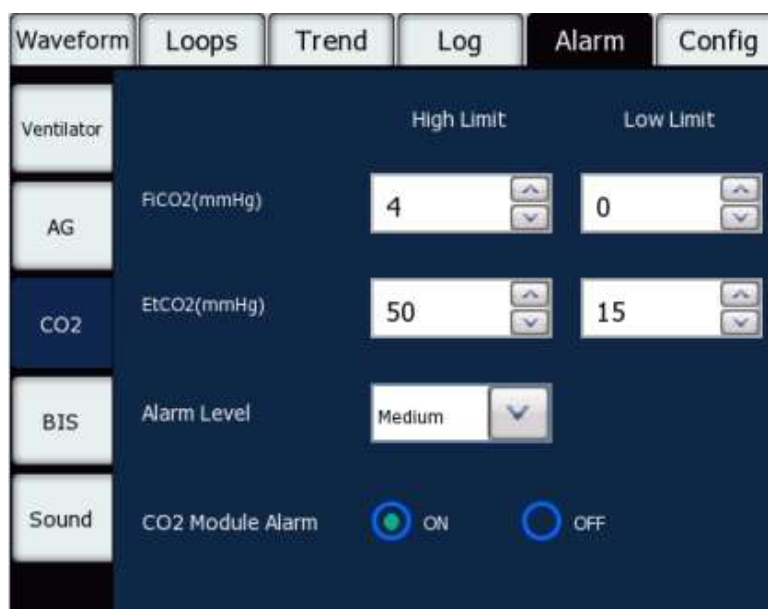 Waveform Loops Trend Log Alarm Config
Ventilator
AG
CO2
BIS
Sound
High Limit Low Limit
FiCO2(mmHg) 4 0
EtCO2(mmHg) 50 15
Alarm Level Medium
CO2 Module Alarm ON OFF